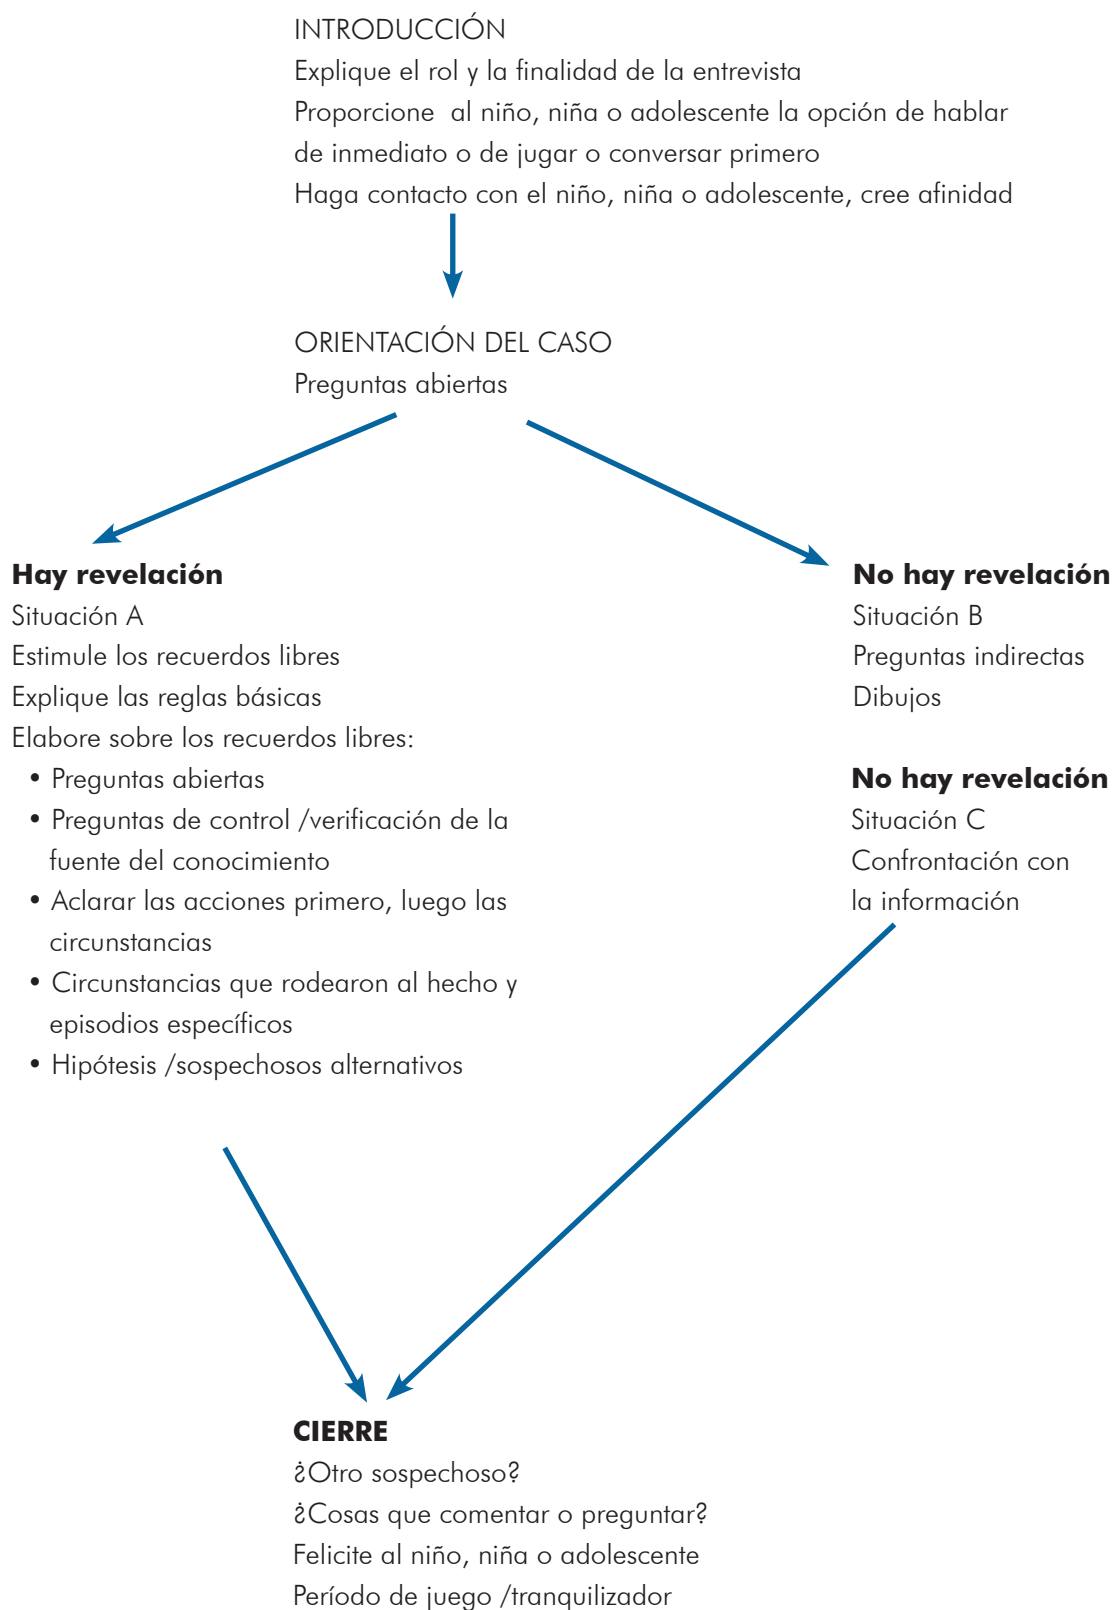 INTRODUCCIÓN
Explique el rol y la finalidad de la entrevista
Proporcione al niño, niña o adolescente la opción de hablar
de inmediato o de jugar o conversar primero
Haga contacto con el niño, niña o adolescente, cree afinidad
ORIENTACIÓN DEL CASO
Preguntas abiertas
Hay revelación
Situación A
Estimule los recuerdos libres
Explique las reglas básicas
Elabore sobre los recuerdos libres:
• Preguntas abiertas
• Preguntas de control /verificación de la
fuente del conocimiento
• Aclarar las acciones primero, luego las
circunstancias
• Circunstancias que rodearon al hecho y
episodios específicos
• Hipótesis /sospechosos alternativos
No hay revelación
Situación B
Preguntas indirectas
Dibujos
No hay revelación
Situación C
Confrontación con
la información
CIERRE
¿Otro sospechoso?
¿Cosas que comentar o preguntar?
Felicite al niño, niña o adolescente
Período de juego /tranquilizador